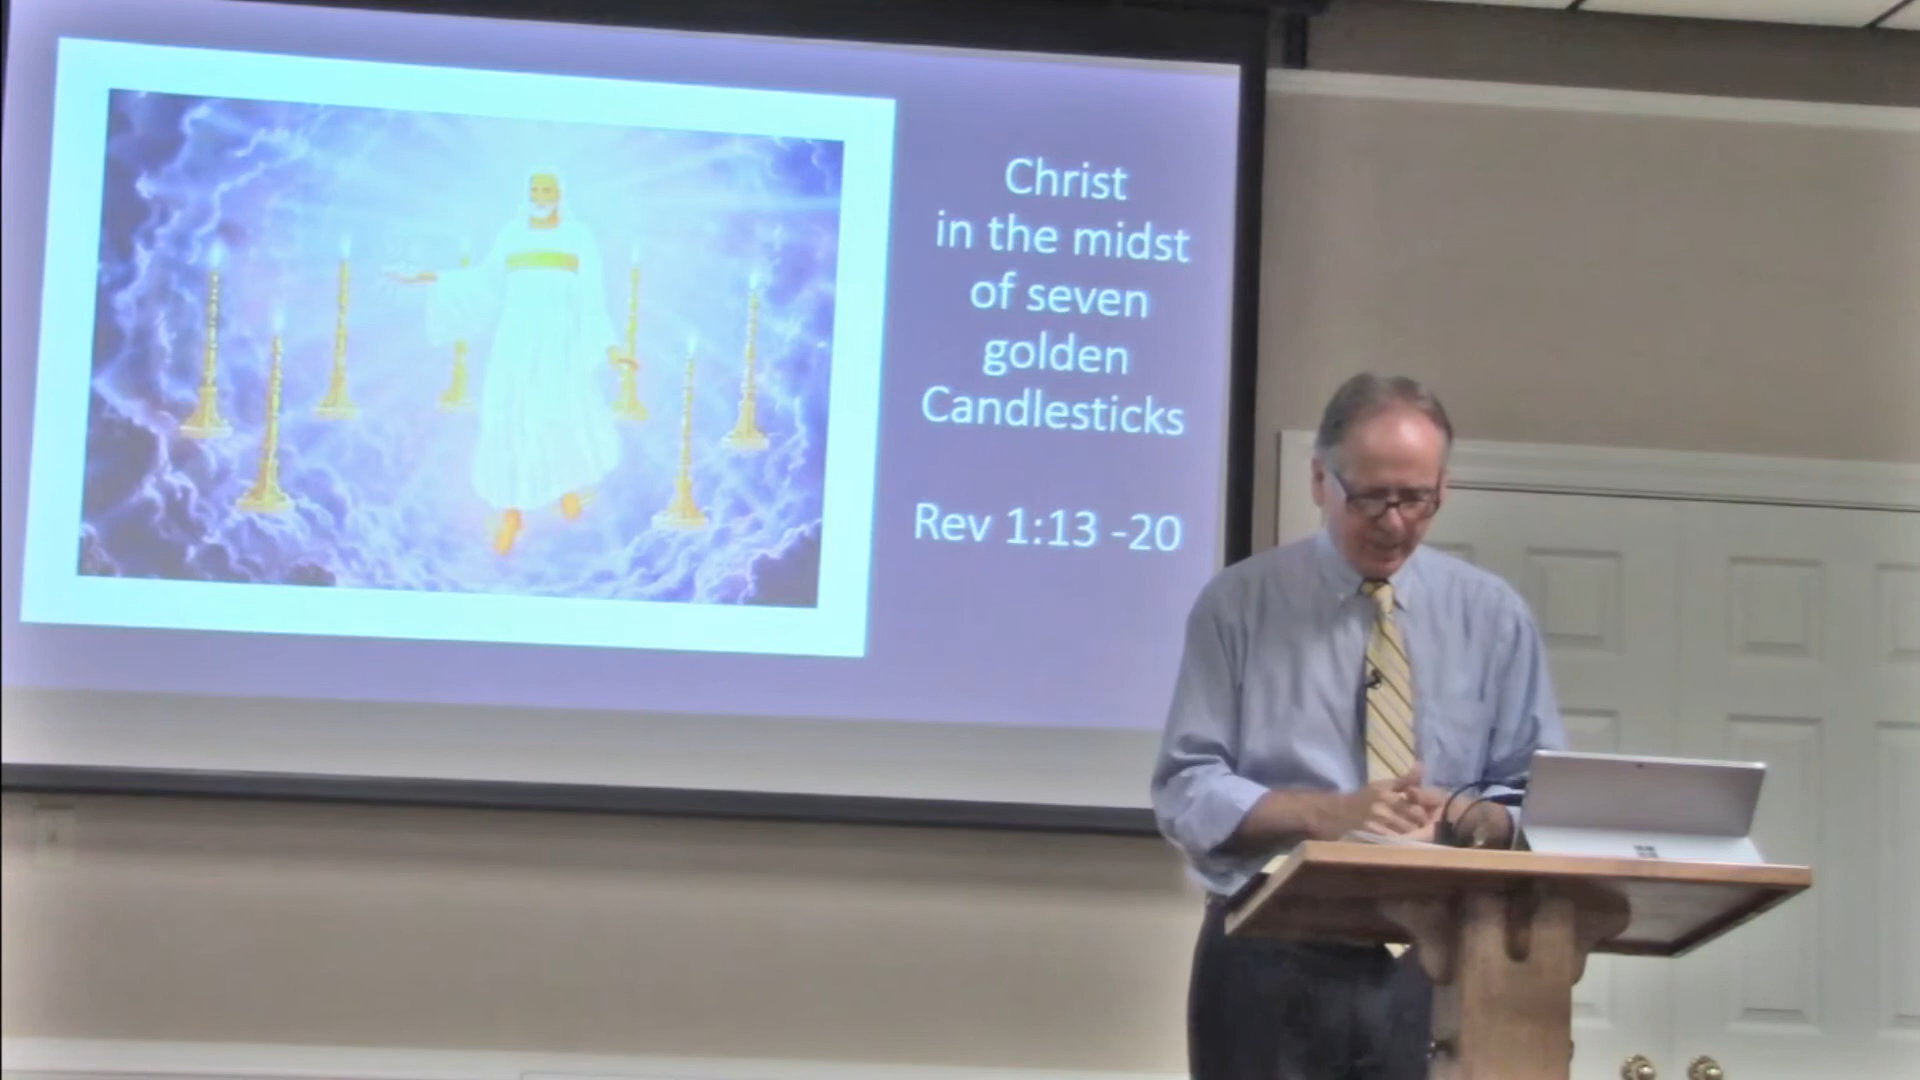 Christ
in the midst
of seven
golden
Candlesticks
Rev 1:13 -20